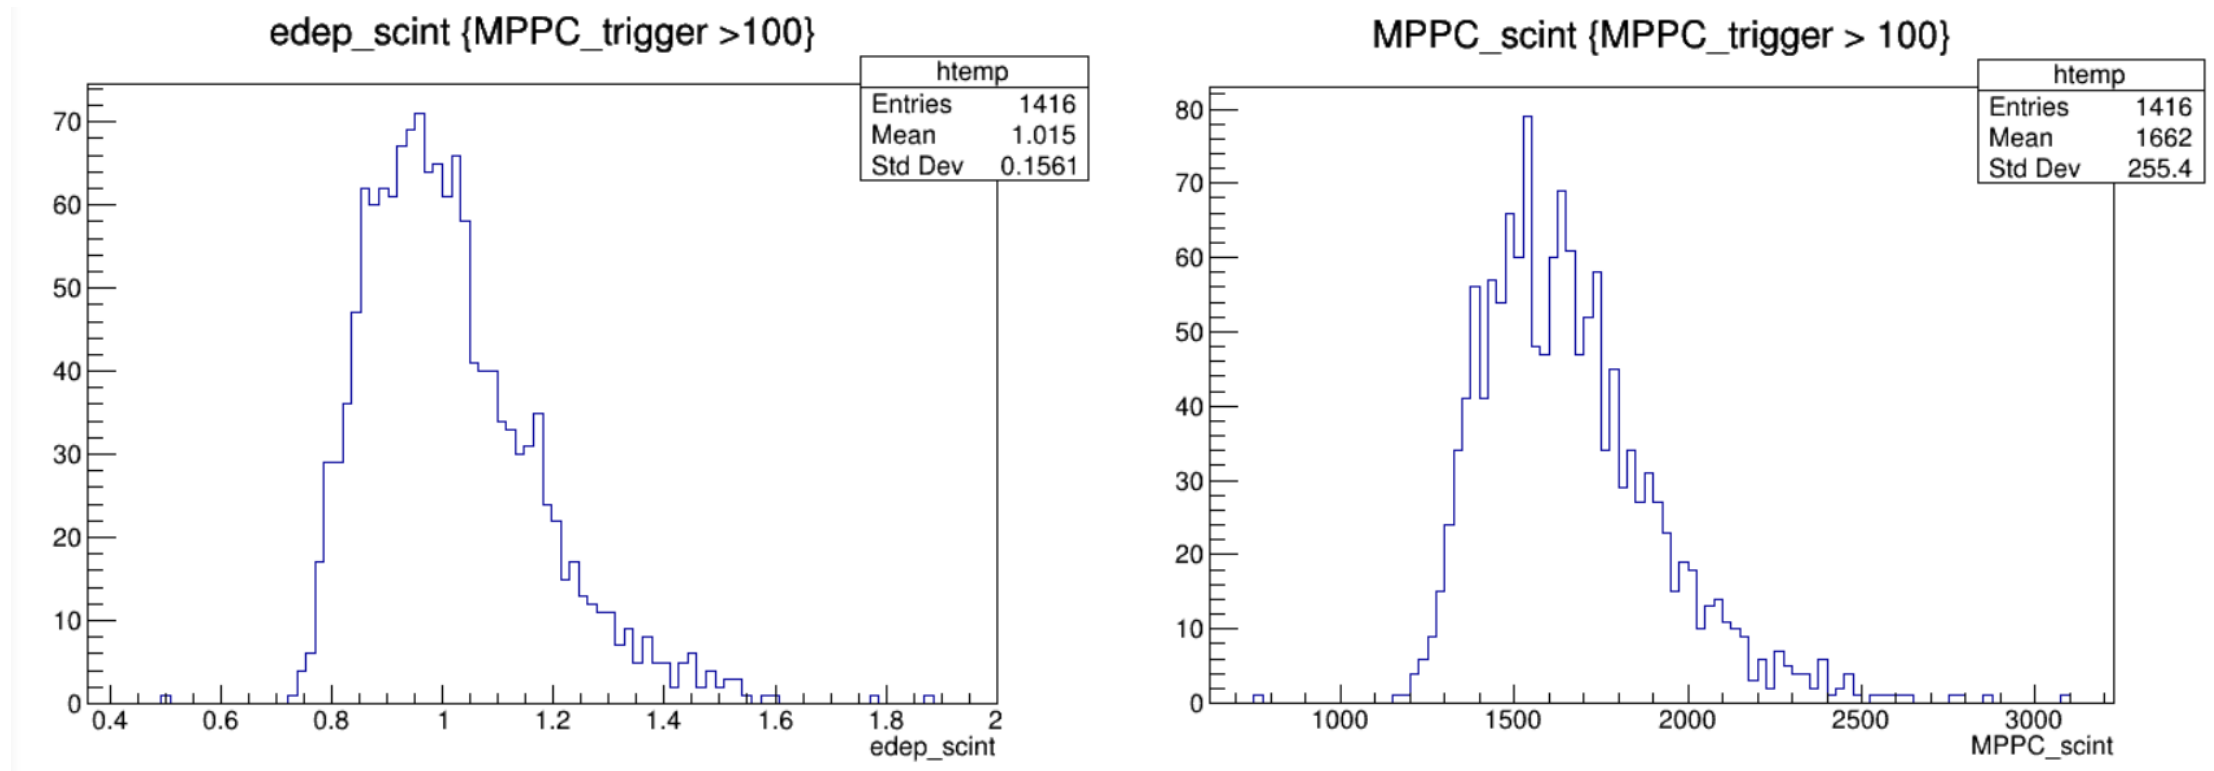 edep_scint {MPPC_trigger >100}
htemp
Entries 1416
Mean 1.015
Std Dev 0.1561
70
60
50
40
30
20
10
0
0.4 0.6 0.8 1 1.2 1.4 1.6 1.8 2
edep_scint
MPPC_scint {MPPC_trigger > 100}
htemp
Entries 1416
Mean 1662
Std Dev 255.4
80
70
60
50
40
30
20
10
0
1000 1500 2000 2500 3000
MPPC_scint